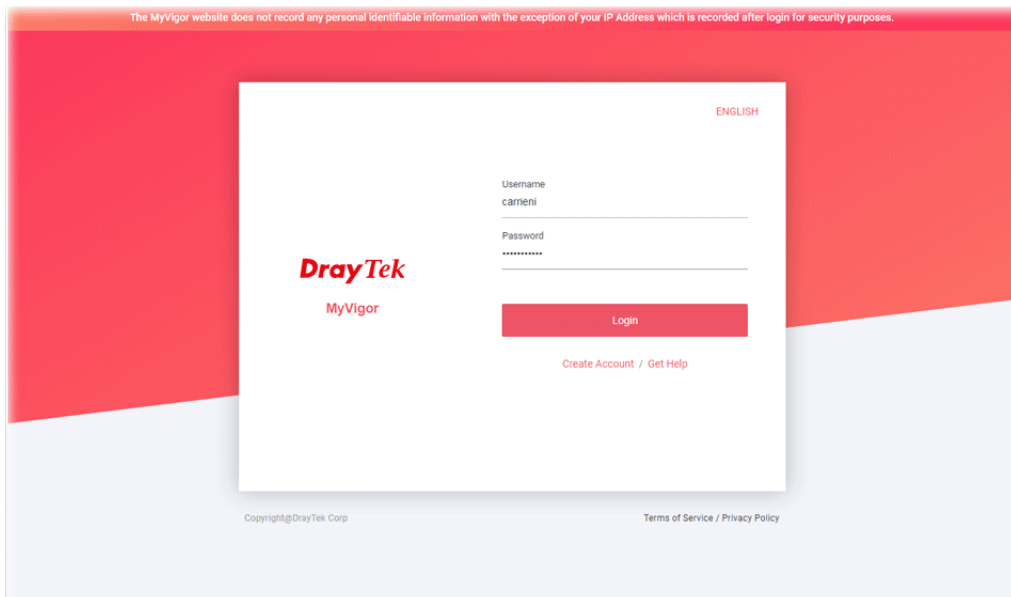 The MyVigor website does not record any personal identifiable information with the exception of your IP Address which is recorded after login for security purposes.
ENGLISH
Username
carrieni
Password
•••••••••••
DrayTek
MyVigor
Login
Create Account / Get Help
Copyright@DrayTek Corp
Terms of Service / Privacy Policy